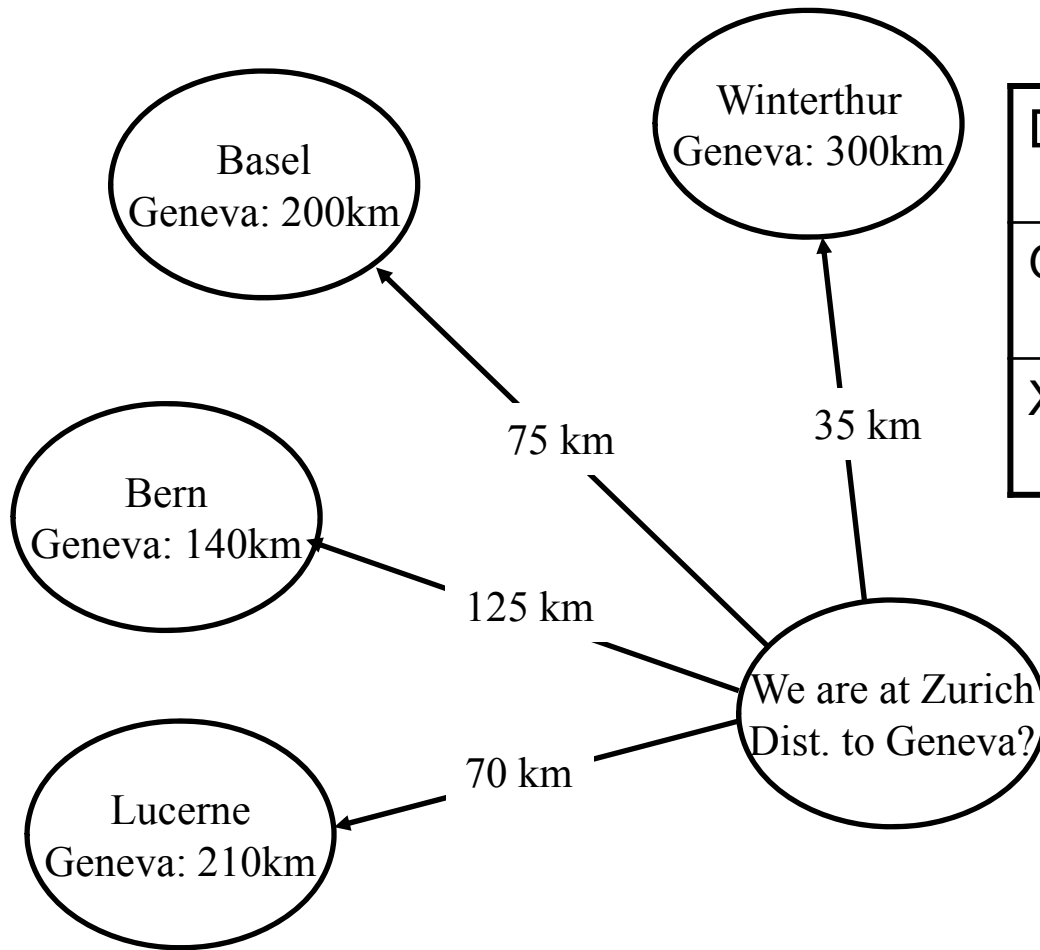 Winterthur
Geneva: 300km
Basel
Geneva: 200km
35 km
75 km
Bern
Geneva: 140km
125 km
We are at Zurich
Dist. to Geneva?
70 km
Lucerne
Geneva: 210km